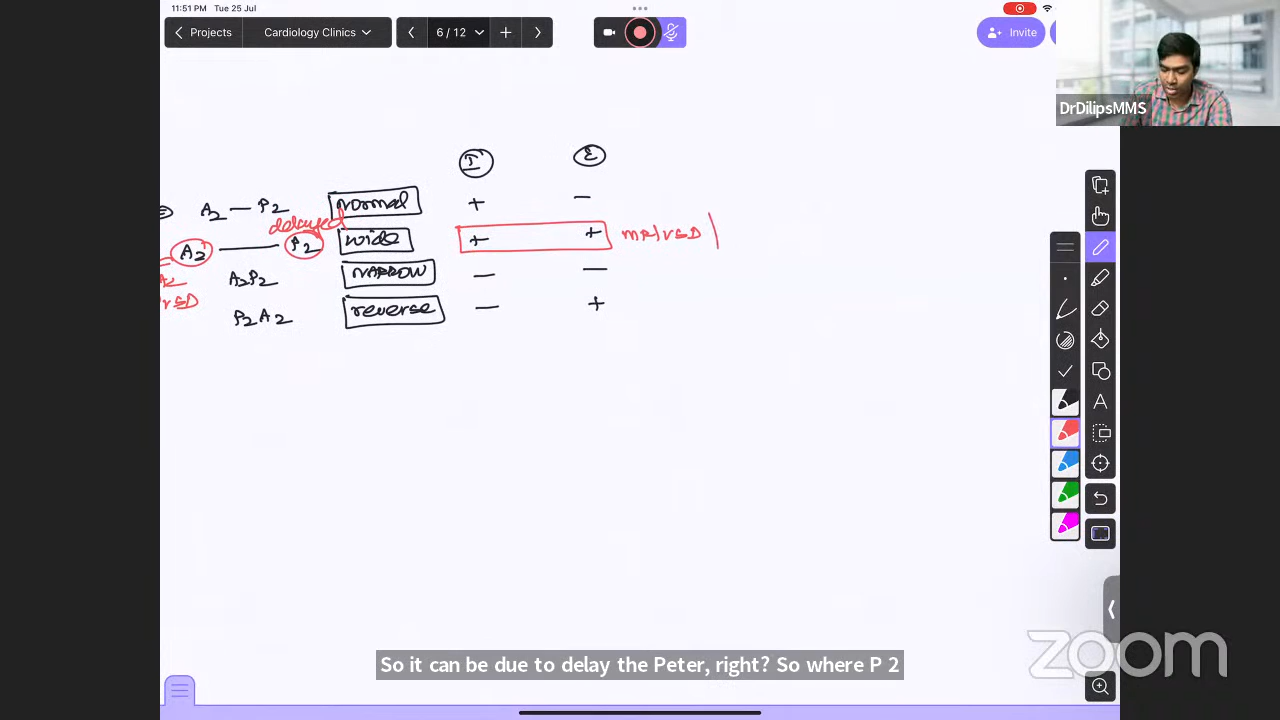 11:51 PM Tue 25 Jul
Projects Cardiology Clinics 6 / 12 Invite
DrDilipsMMS
I E
A2 — P2 normal + —
delayed
A2 — P2 wide + + MR/VSD |
A2
VSD
A2P2 NARROW — —
P2A2 reverse — +
A
So it can be due to delay the Peter, right? So where P 2
zoom